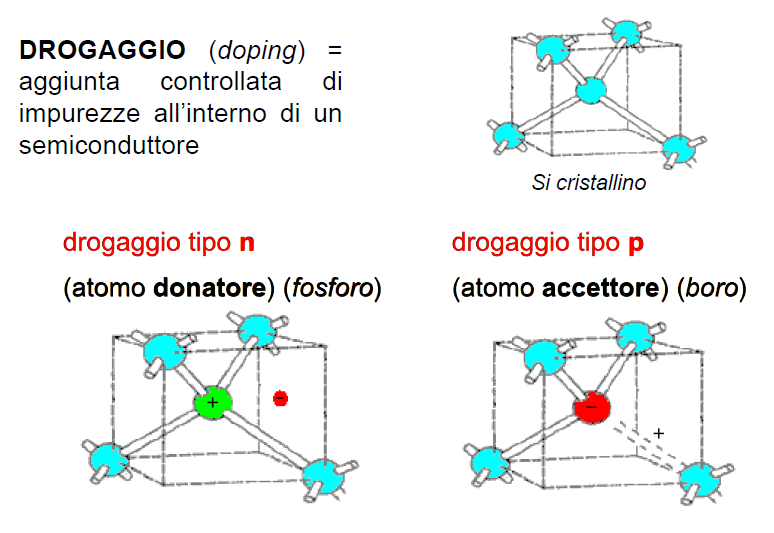 DROGAGGIO (doping) =
aggiunta controllata di
impurezze all'interno di un
semiconduttore
Si cristallino
drogaggio tipo n
(atomo donatore) (fosforo)
+
-
drogaggio tipo p
(atomo accettore) (boro)
-
+